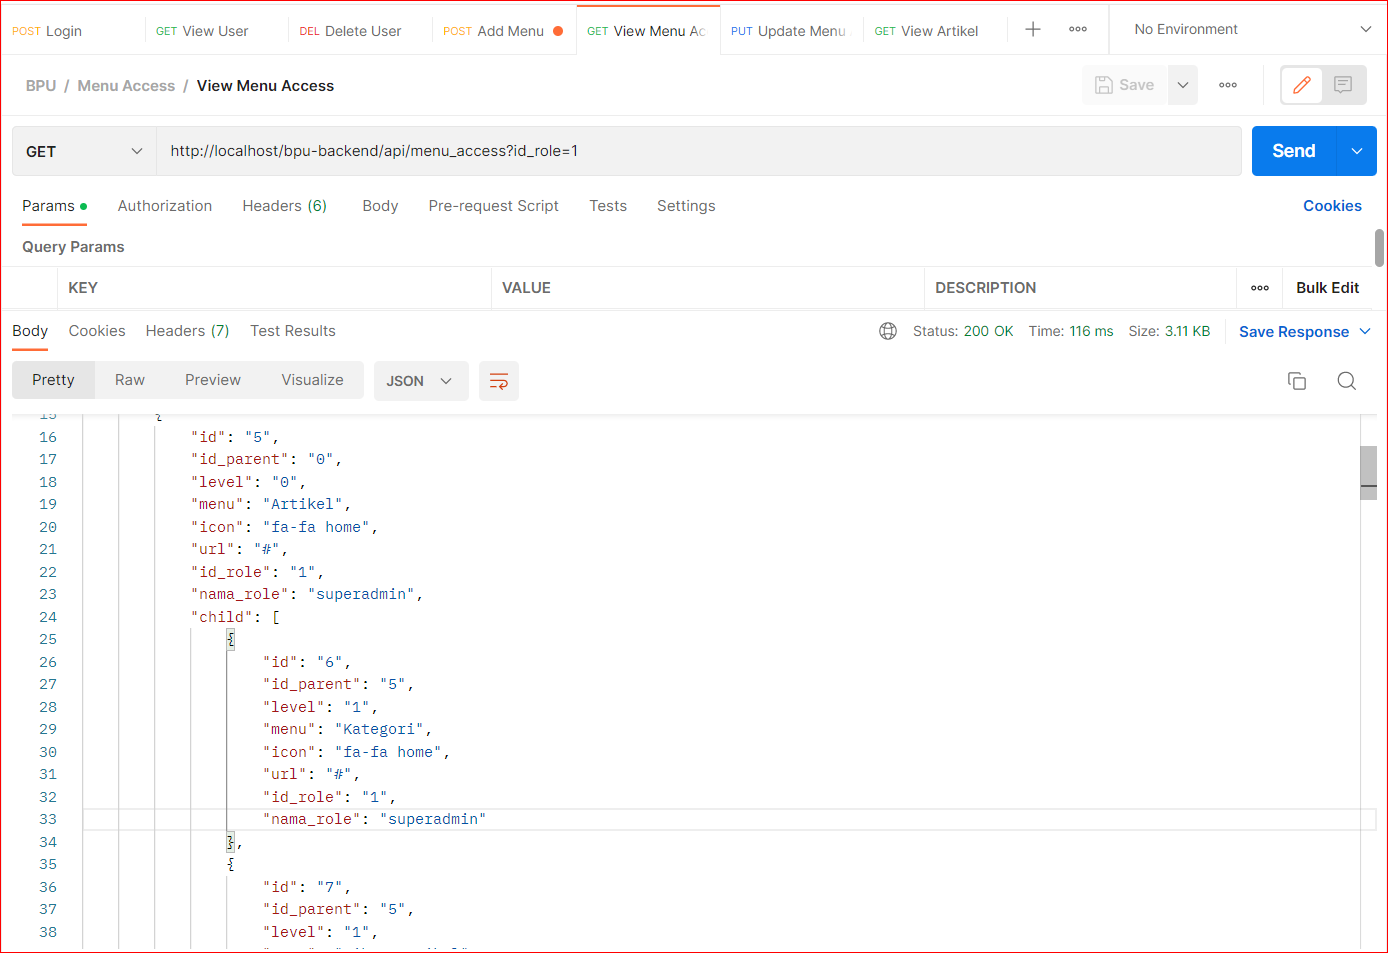 POST Login GET View User DEL Delete User POST Add Menu GET View Menu Ac PUT Update Menu GET View Artikel No Environment
BPU / Menu Access / View Menu Access Save
GET http://localhost/bpu-backend/api/menu_access?id_role=1 Send
Params Authorization Headers (6) Body Pre-request Script Tests Settings Cookies
Query Params
KEY VALUE DESCRIPTION Bulk Edit
Body Cookies Headers (7) Test Results Status: 200 OK Time: 116 ms Size: 3.11 KB Save Response
Pretty Raw Preview Visualize JSON
15 {
16 "id": "5",
17 "id_parent": "0",
18 "level": "0",
19 "menu": "Artikel",
20 "icon": "fa-fa home",
21 "url": "#",
22 "id_role": "1",
23 "nama_role": "superadmin",
24 "child": [
25 {
26 "id": "6",
27 "id_parent": "5",
28 "level": "1",
29 "menu": "Kategori",
30 "icon": "fa-fa home",
31 "url": "#",
32 "id_role": "1",
33 "nama_role": "superadmin"
34 },
35 {
36 "id": "7",
37 "id_parent": "5",
38 "level": "1",